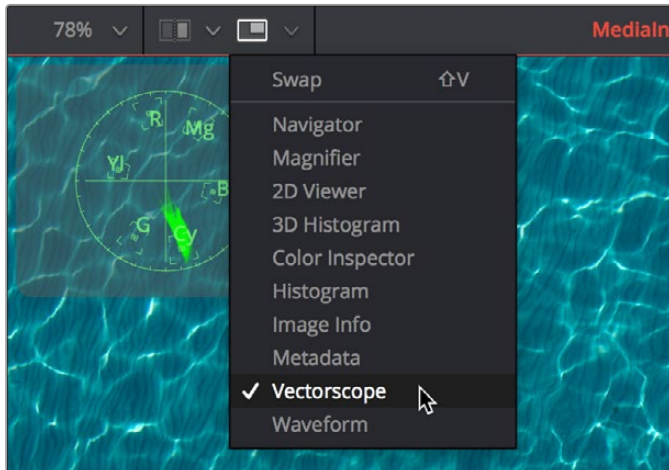 78%
MediaIn
Swap ⇧V
R
Mg
Yl
B
G
Cy
Navigator
Magnifier
2D Viewer
3D Histogram
Color Inspector
Histogram
Image Info
Metadata
✓ Vectorscope
Waveform